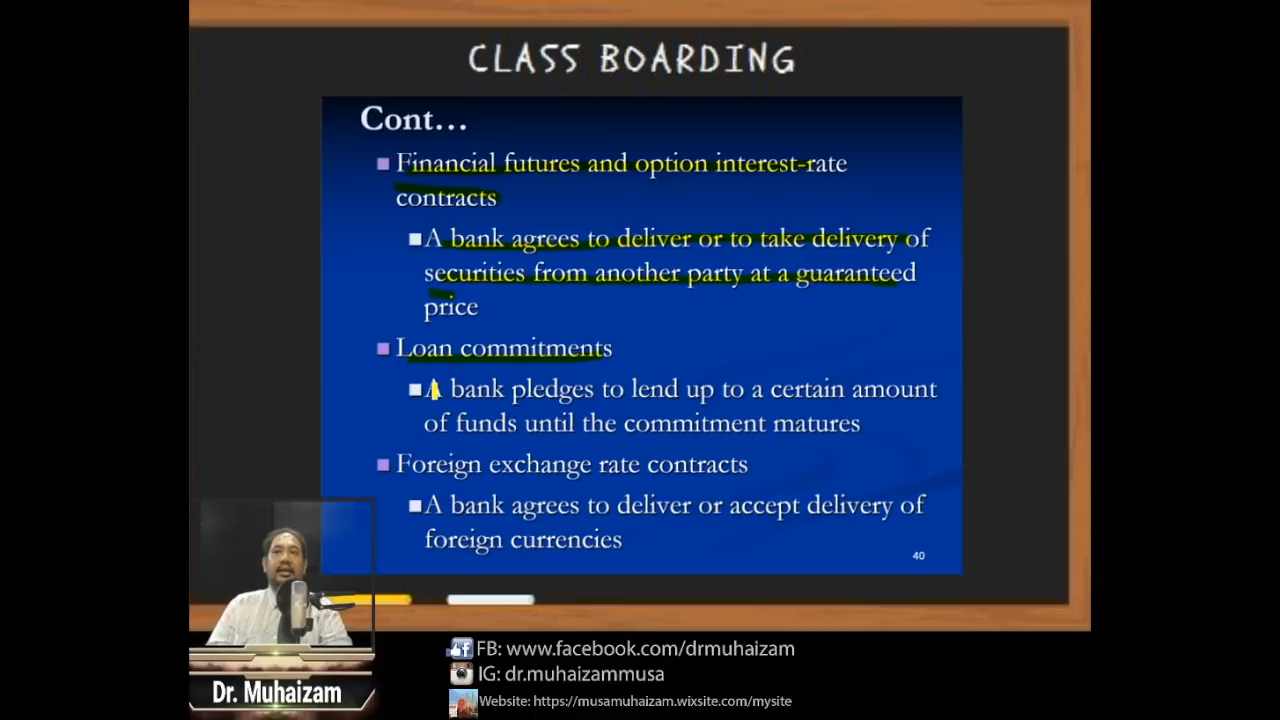 CLASS BOARDING
Cont...
Financial futures and option interest-rate
contracts
A bank agrees to deliver or to take delivery of
securities from another party at a guaranteed
price
Loan commitments
A bank pledges to lend up to a certain amount
of funds until the commitment matures
Foreign exchange rate contracts
A bank agrees to deliver or accept delivery of
foreign currencies
40
FB: www.facebook.com/drmuhaizam
IG: dr.muhaizammusa
Dr. Muhaizam
Website: https://musamuhaizam.wixsite.com/mysite